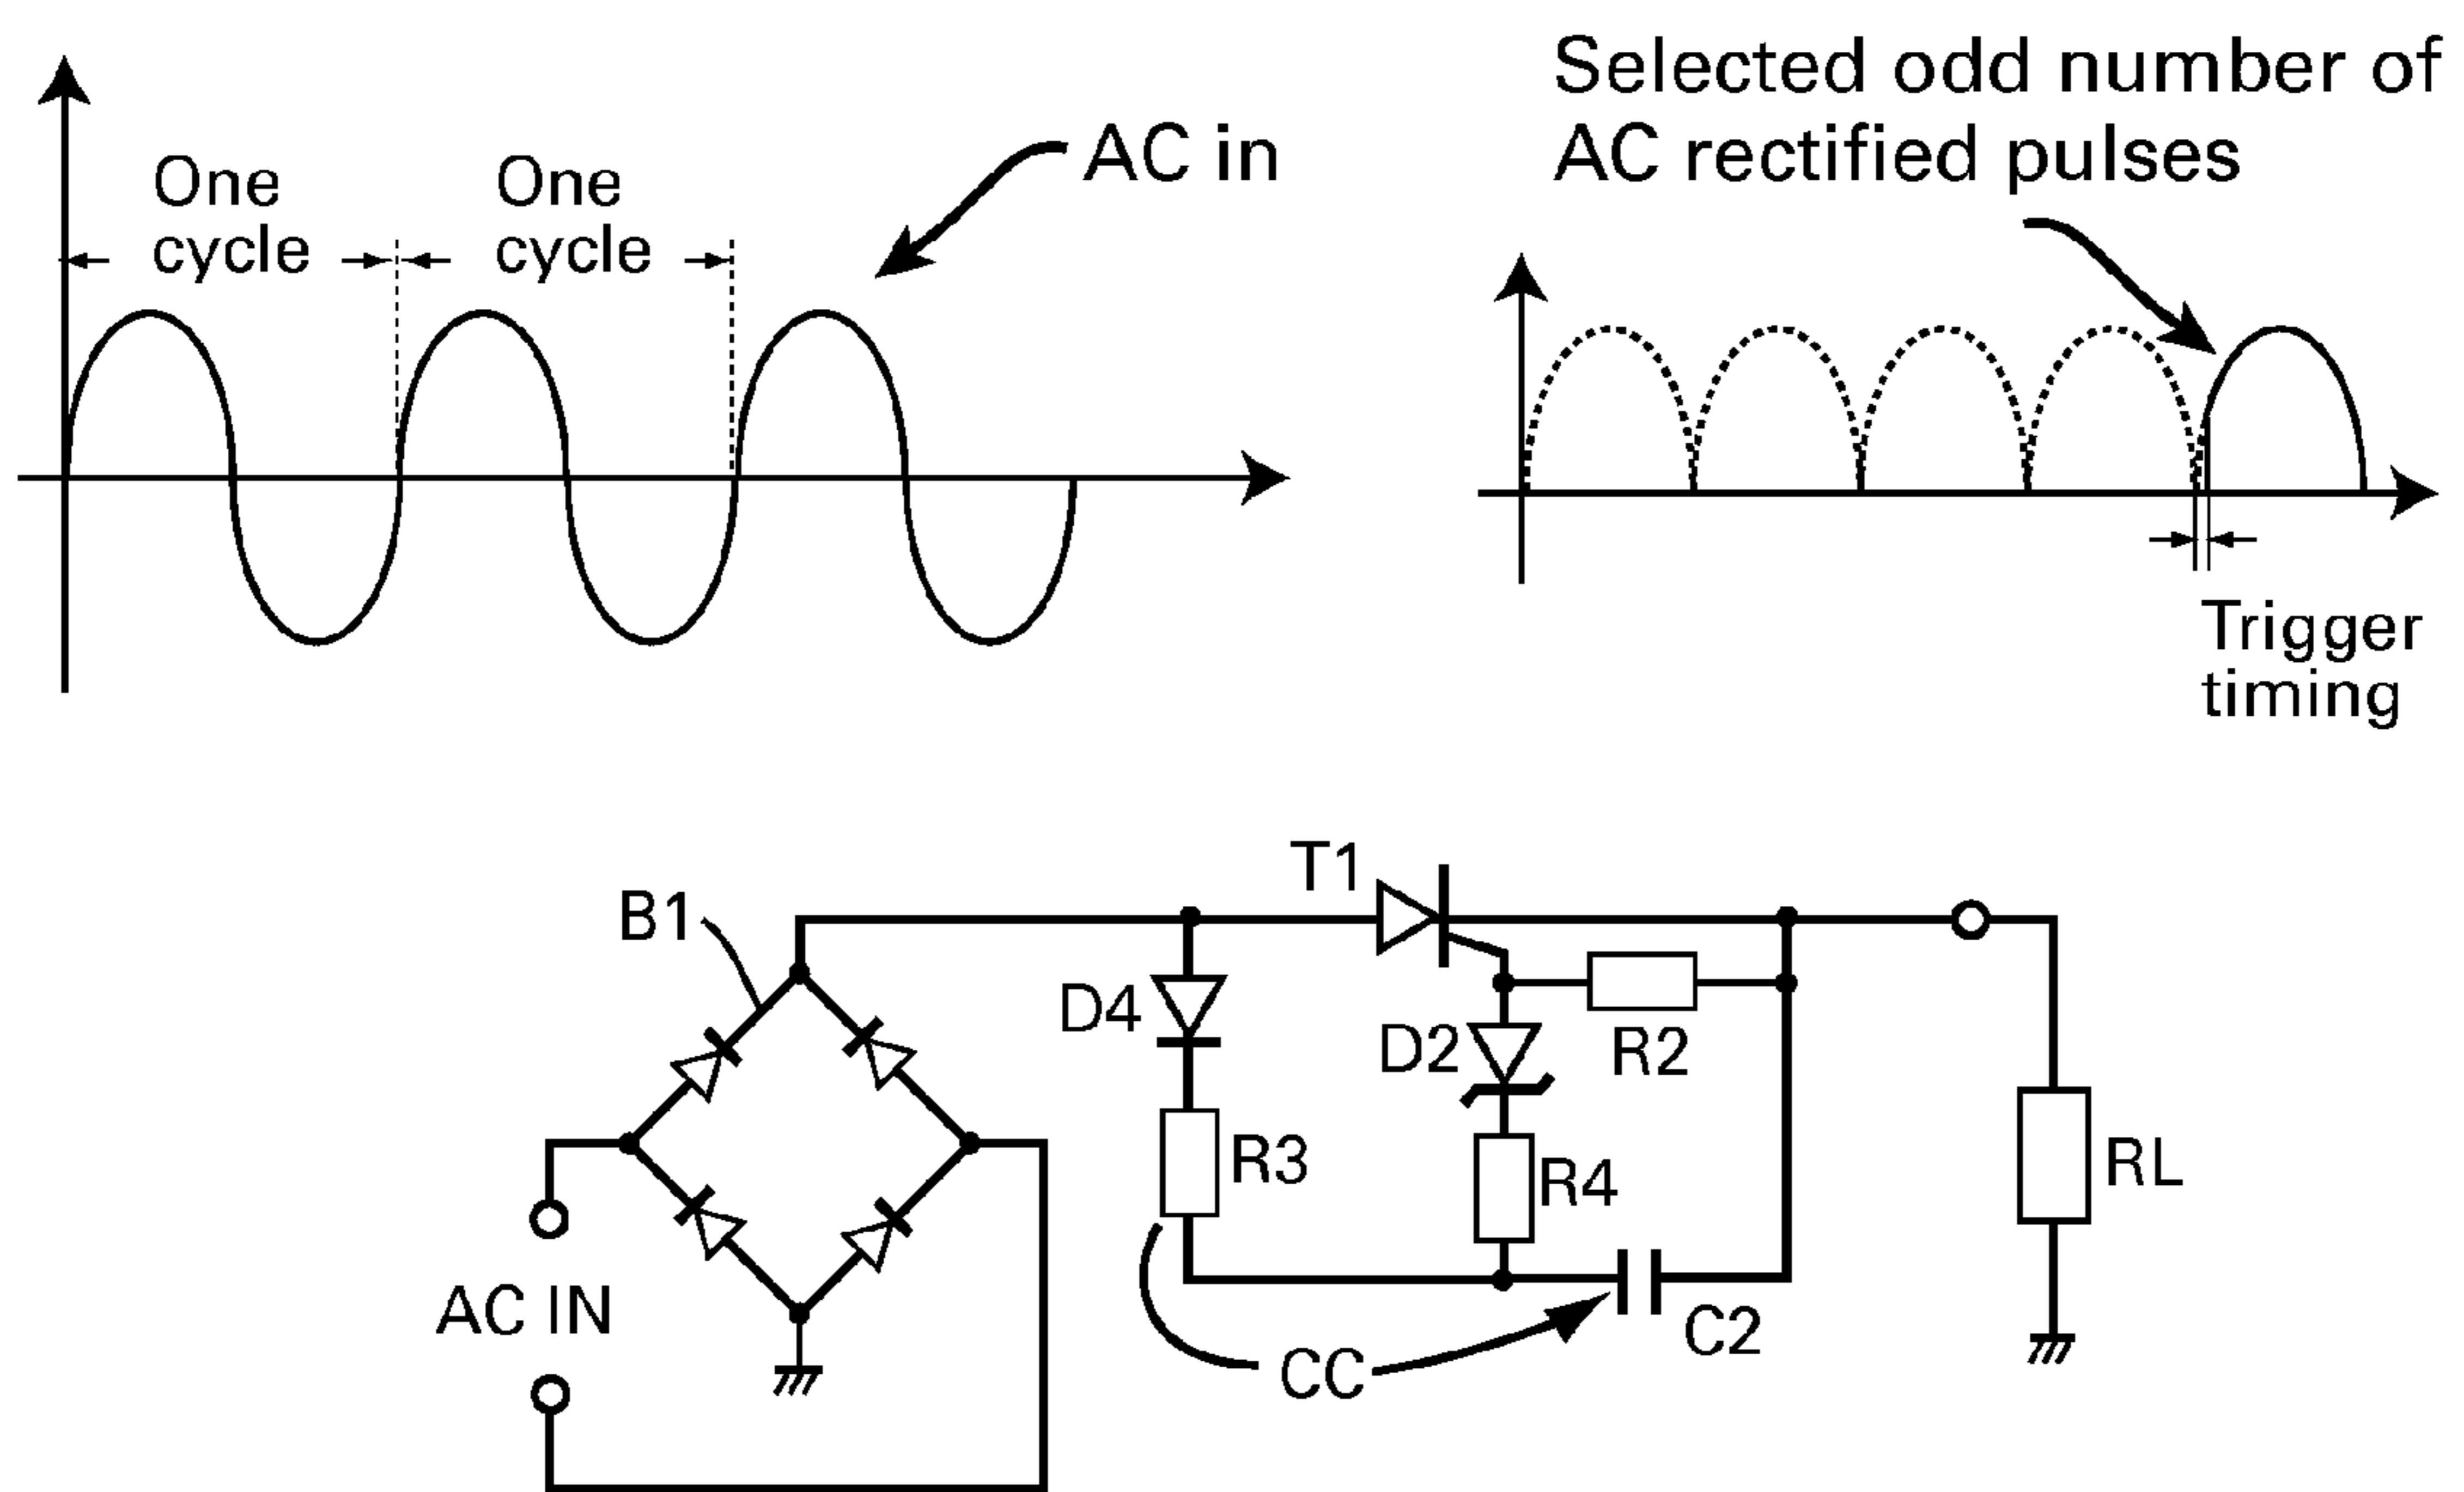 One
cycle
One
cycle
AC in
Selected odd number of
AC rectified pulses
Trigger
timing
B1
T1
D4
D2
R2
R3
R4
RL
AC IN
CC
C2